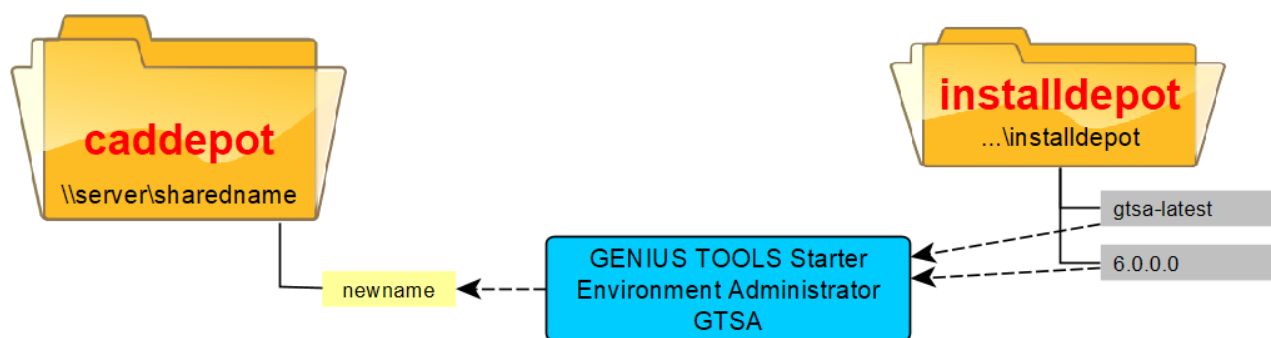 caddepot
\\server\sharedname
newname
GENIUS TOOLS Starter
Environment Administrator
GTSA
installdepot
...\installdepot
gtsa-latest
6.0.0.0